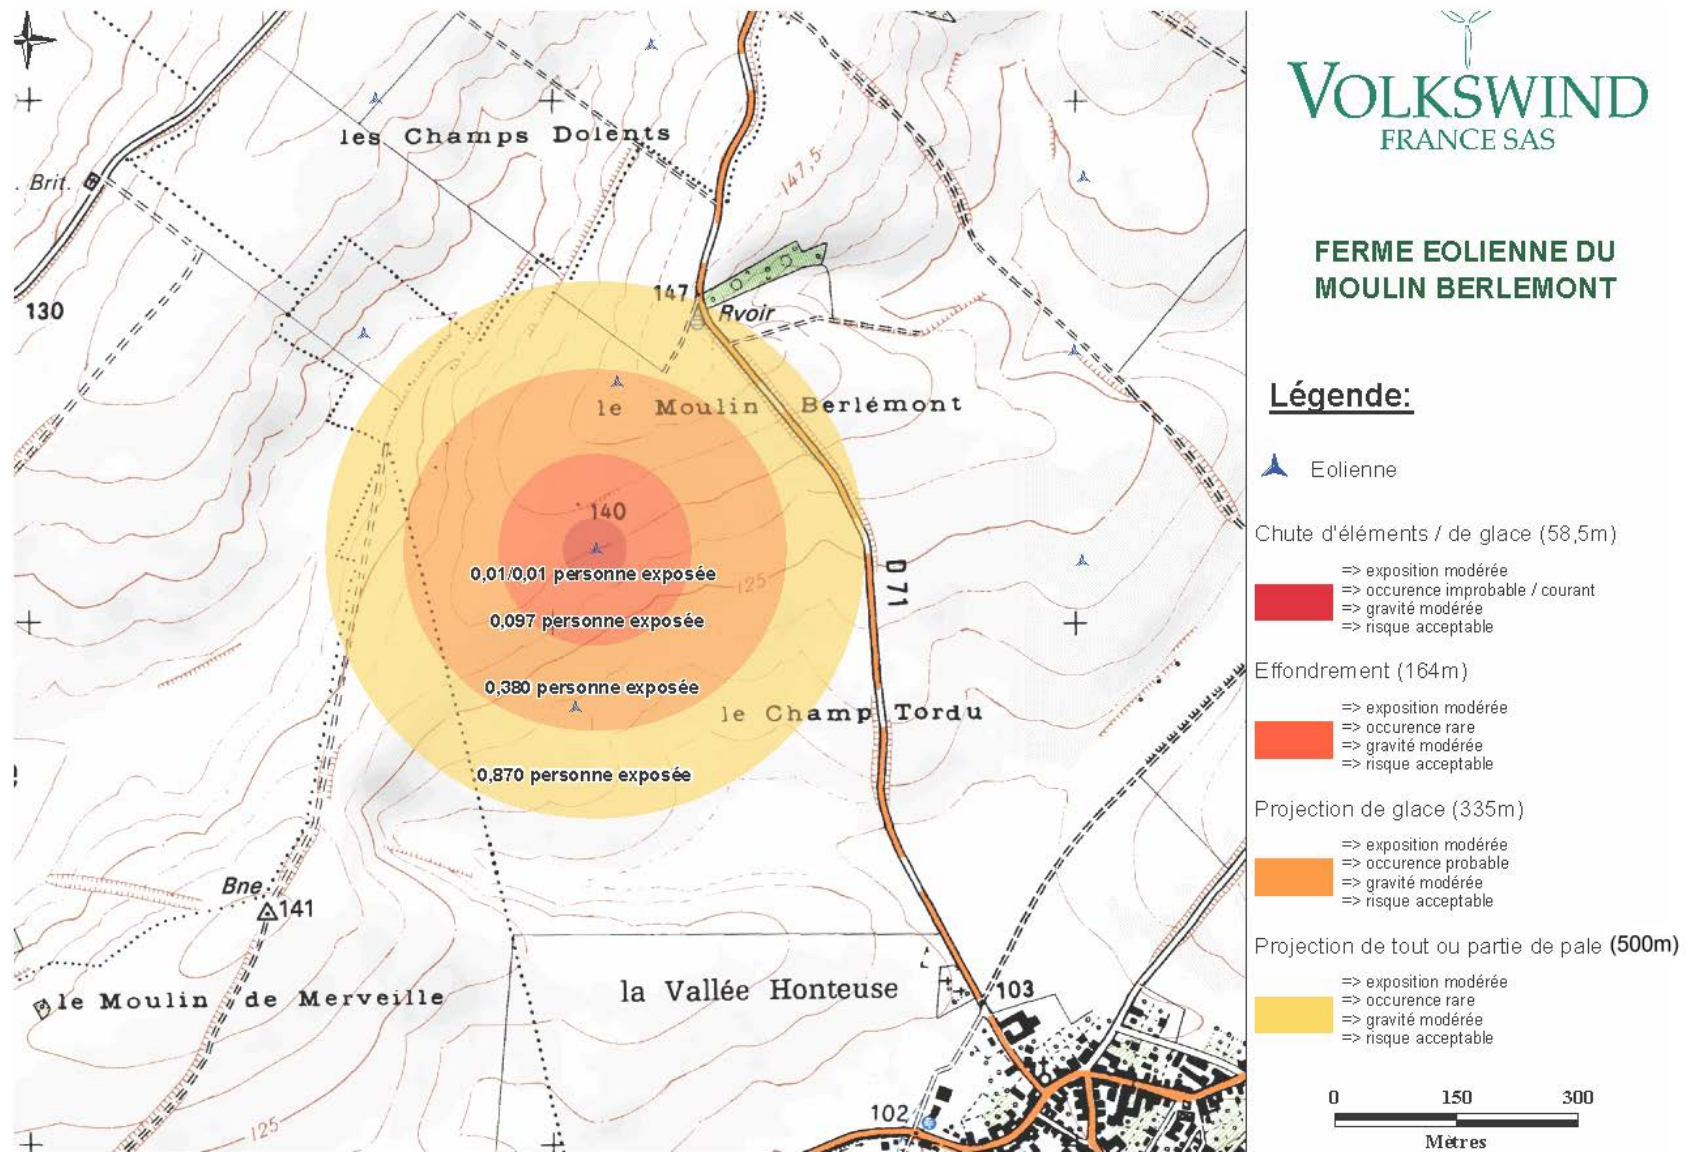 les Champs Dolents
Brit.
147,5
130
147
Rvoir
le Moulin Berlémont
140
0,01/0,01 personne exposée
125
D 71
0,097 personne exposée
0,380 personne exposée
le Champ Tordu
0,870 personne exposée
Bne
141
le Moulin de Merveille
la Vallée Honteuse
103
125
102
VOLKSWIND
FRANCE SAS
FERME EOLIENNE DU
MOULIN BERLEMONT
Légende:
Eolienne
Chute d'éléments / de glace (58,5m)
=> exposition modérée
=> occurence improbable / courant
=> gravité modérée
=> risque acceptable
Effondrement (164m)
=> exposition modérée
=> occurence rare
=> gravité modérée
=> risque acceptable
Projection de glace (335m)
=> exposition modérée
=> occurence probable
=> gravité modérée
=> risque acceptable
Projection de tout ou partie de pale (500m)
=> exposition modérée
=> occurence rare
=> gravité modérée
=> risque acceptable
0 150 300
Mètres